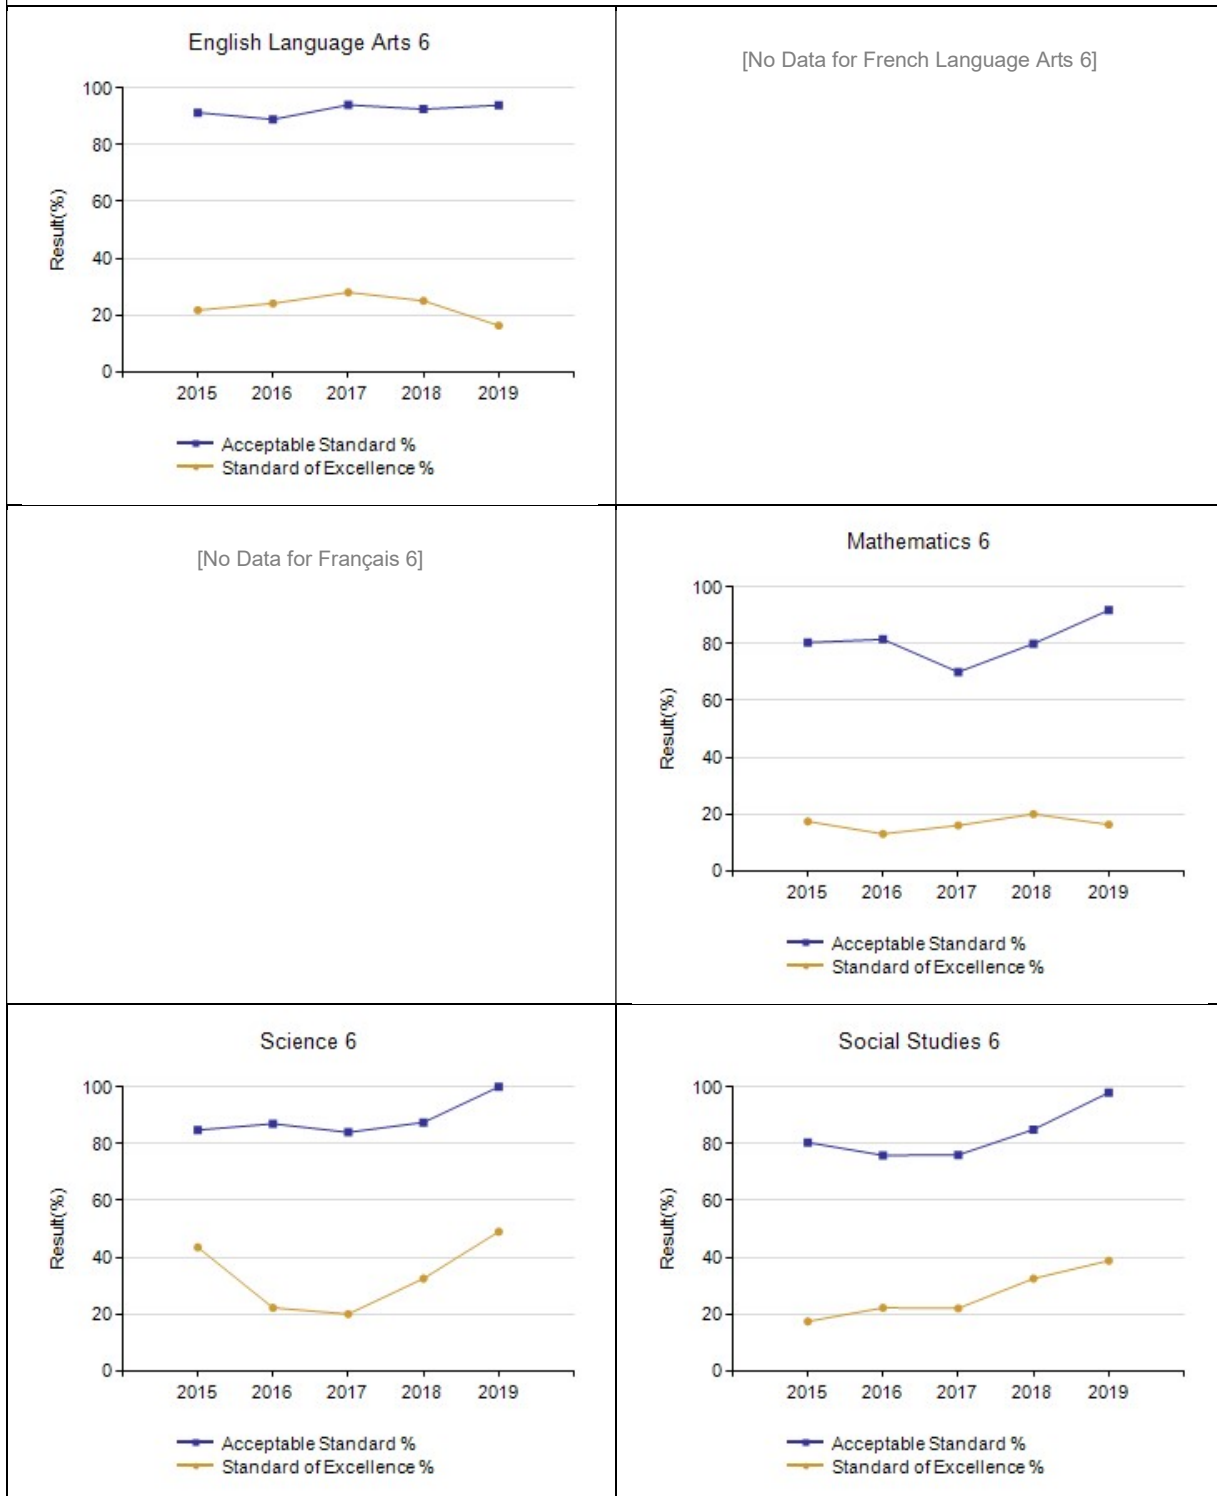 English Language Arts 6
100
80
60
40
20
0
Result(%)
2015 2016 2017 2018 2019
Acceptable Standard %
Standard of Excellence %
[No Data for French Language Arts 6]
[No Data for Français 6]
Mathematics 6
100
80
60
40
20
0
Result(%)
2015 2016 2017 2018 2019
Acceptable Standard %
Standard of Excellence %
Science 6
100
80
60
40
20
0
Result(%)
2015 2016 2017 2018 2019
Acceptable Standard %
Standard of Excellence %
Social Studies 6
100
80
60
40
20
0
Result(%)
2015 2016 2017 2018 2019
Acceptable Standard %
Standard of Excellence %